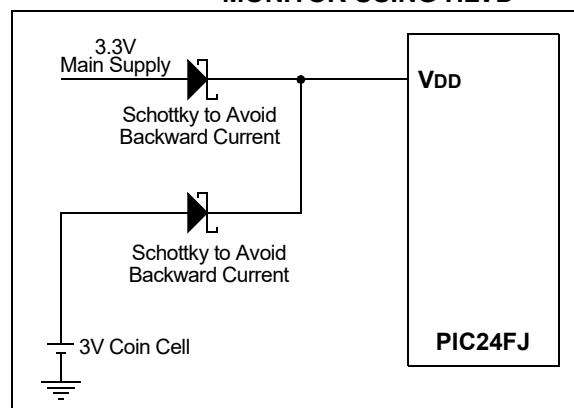 3.3V
Main Supply
Schottky to Avoid
Backward Current
VDD
Schottky to Avoid
Backward Current
3V Coin Cell
PIC24FJ